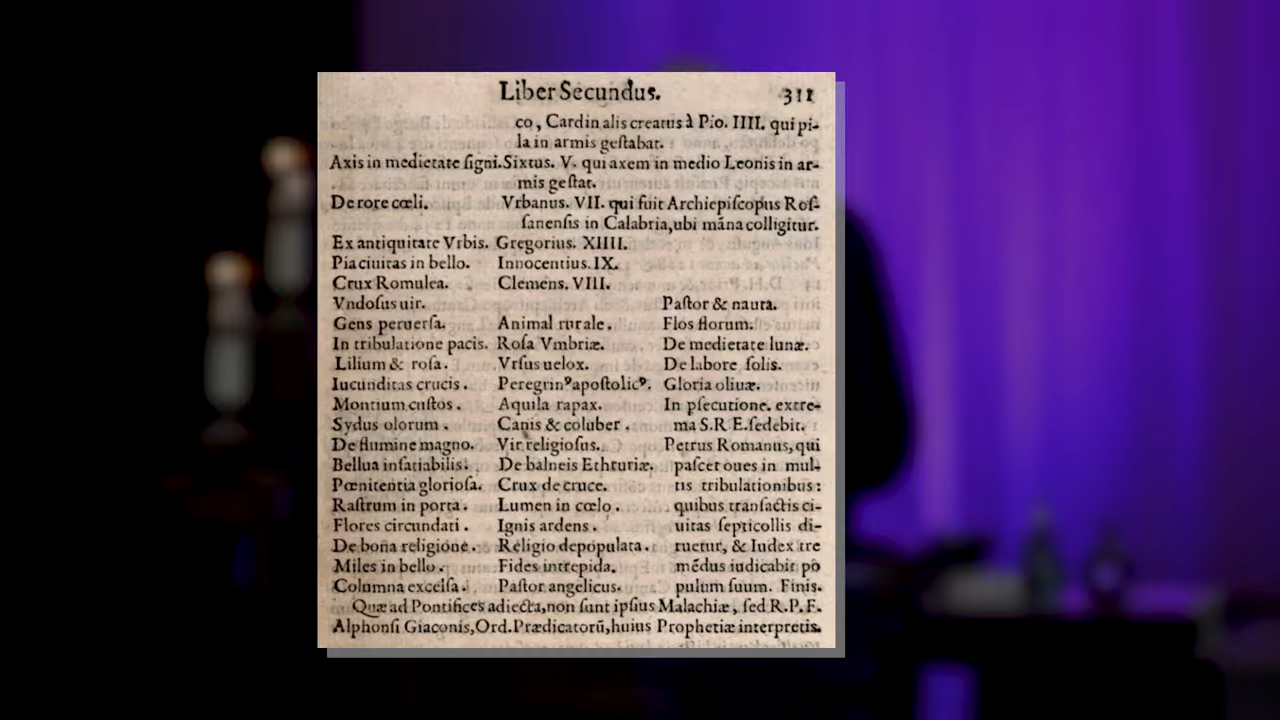 Liber Secundus. 311
co, Cardinalis creatus à Pio. IIII. qui pi-
la in armis geſtabat.
Axis in medietate ſigni. Sixtus. V. qui axem in medio Leonis in ar-
mis geſtat.
De rore cœli. Vrbanus. VII. qui fuit Archiepiſcopus Roſ-
ſanenſis in Calabria, ubi mãna colligitur.
Ex antiquitate Vrbis. Gregorius. XIIII.
Pia ciuitas in bello. Innocentius. IX.
Crux Romulea. Clemens. VIII.
Vndoſus uir.
Gens peruerſa.
In tribulatione pacis.
Lilium & roſa.
Iucunditas crucis.
Montium cuſtos.
Sydus olorum.
De flumine magno.
Bellua inſatiabilis.
Pœnitentia glorioſa.
Raſtrum in porta.
Flores circundati.
De bona religione.
Miles in bello.
Columna excelſa.
Animal rurale.
Roſa Vmbriæ.
Vrſus uelox.
Peregrinꝰ apoſtolicꝰ.
Aquila rapax.
Canis & coluber.
Vir religioſus.
De balneis Ethruriæ.
Crux de cruce.
Lumen in cœlo.
Ignis ardens.
Religio depopulata.
Fides intrepida.
Paſtor angelicus.
Paſtor & nauta.
Flos florum.
De medietate lunæ.
De labore ſolis.
Gloria oliuæ.
In pſecutione. extre-
ma S.R.E. ſedebit.
Petrus Romanus, qui
paſcet oues in mul-
tis tribulationibus:
quibus tranſactis ci-
uitas ſepticollis di-
ruetur, & Iudex tre
mẽdus iudicabit po
pulum ſuum. Finis.
Quæ ad Pontifices adiecta, non ſunt ipſius Malachiæ, ſed R.P.F.
Alphonſi Giaconis, Ord. Prædicatorũ, huius Prophetiæ interpretis.